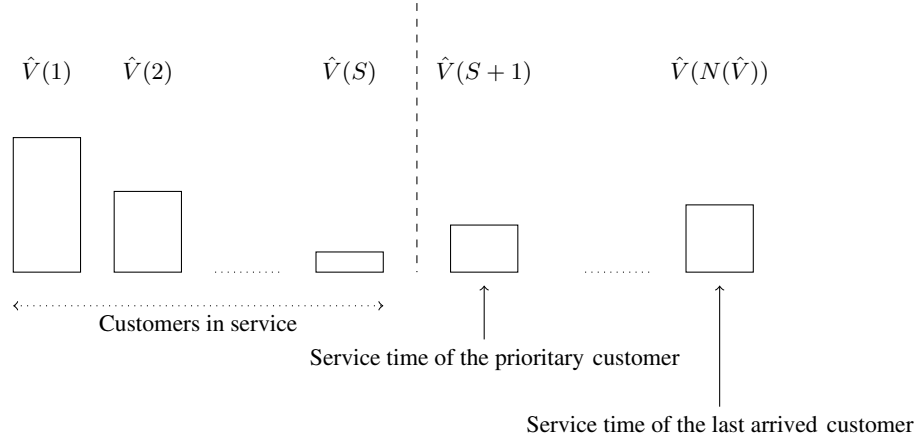 V̂(1) V̂(2) V̂(S) V̂(S + 1) V̂(N(V̂))
Customers in service
Service time of the prioritary customer
Service time of the last arrived customer